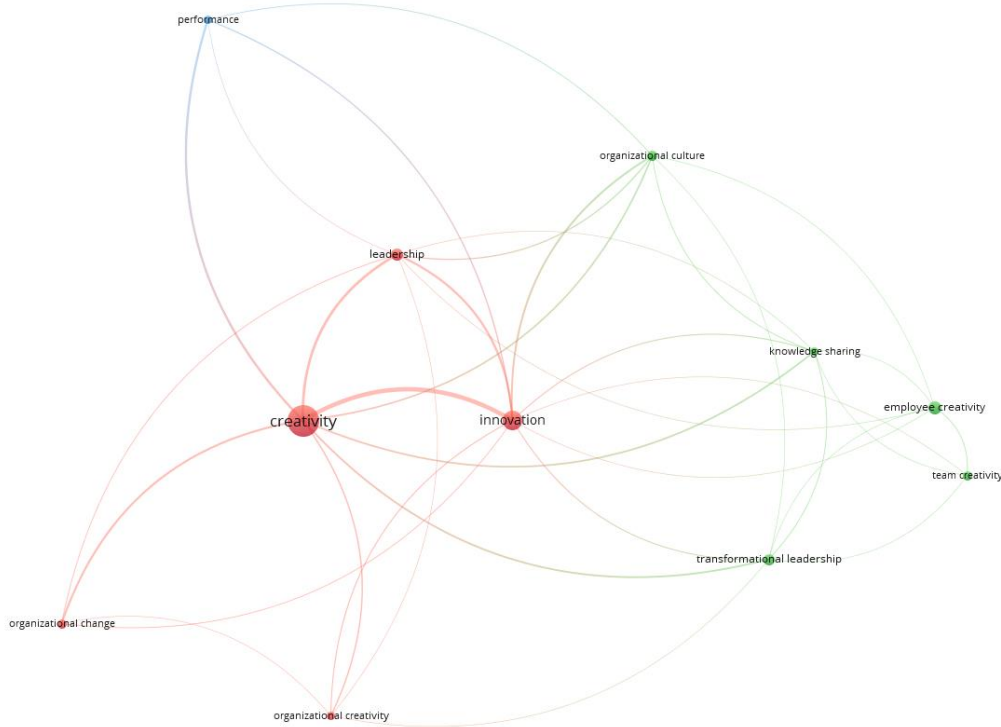 performance
organizational culture
leadership
knowledge sharing
employee creativity
creativity
innovation
team creativity
transformational leadership
organizational change
organizational creativity